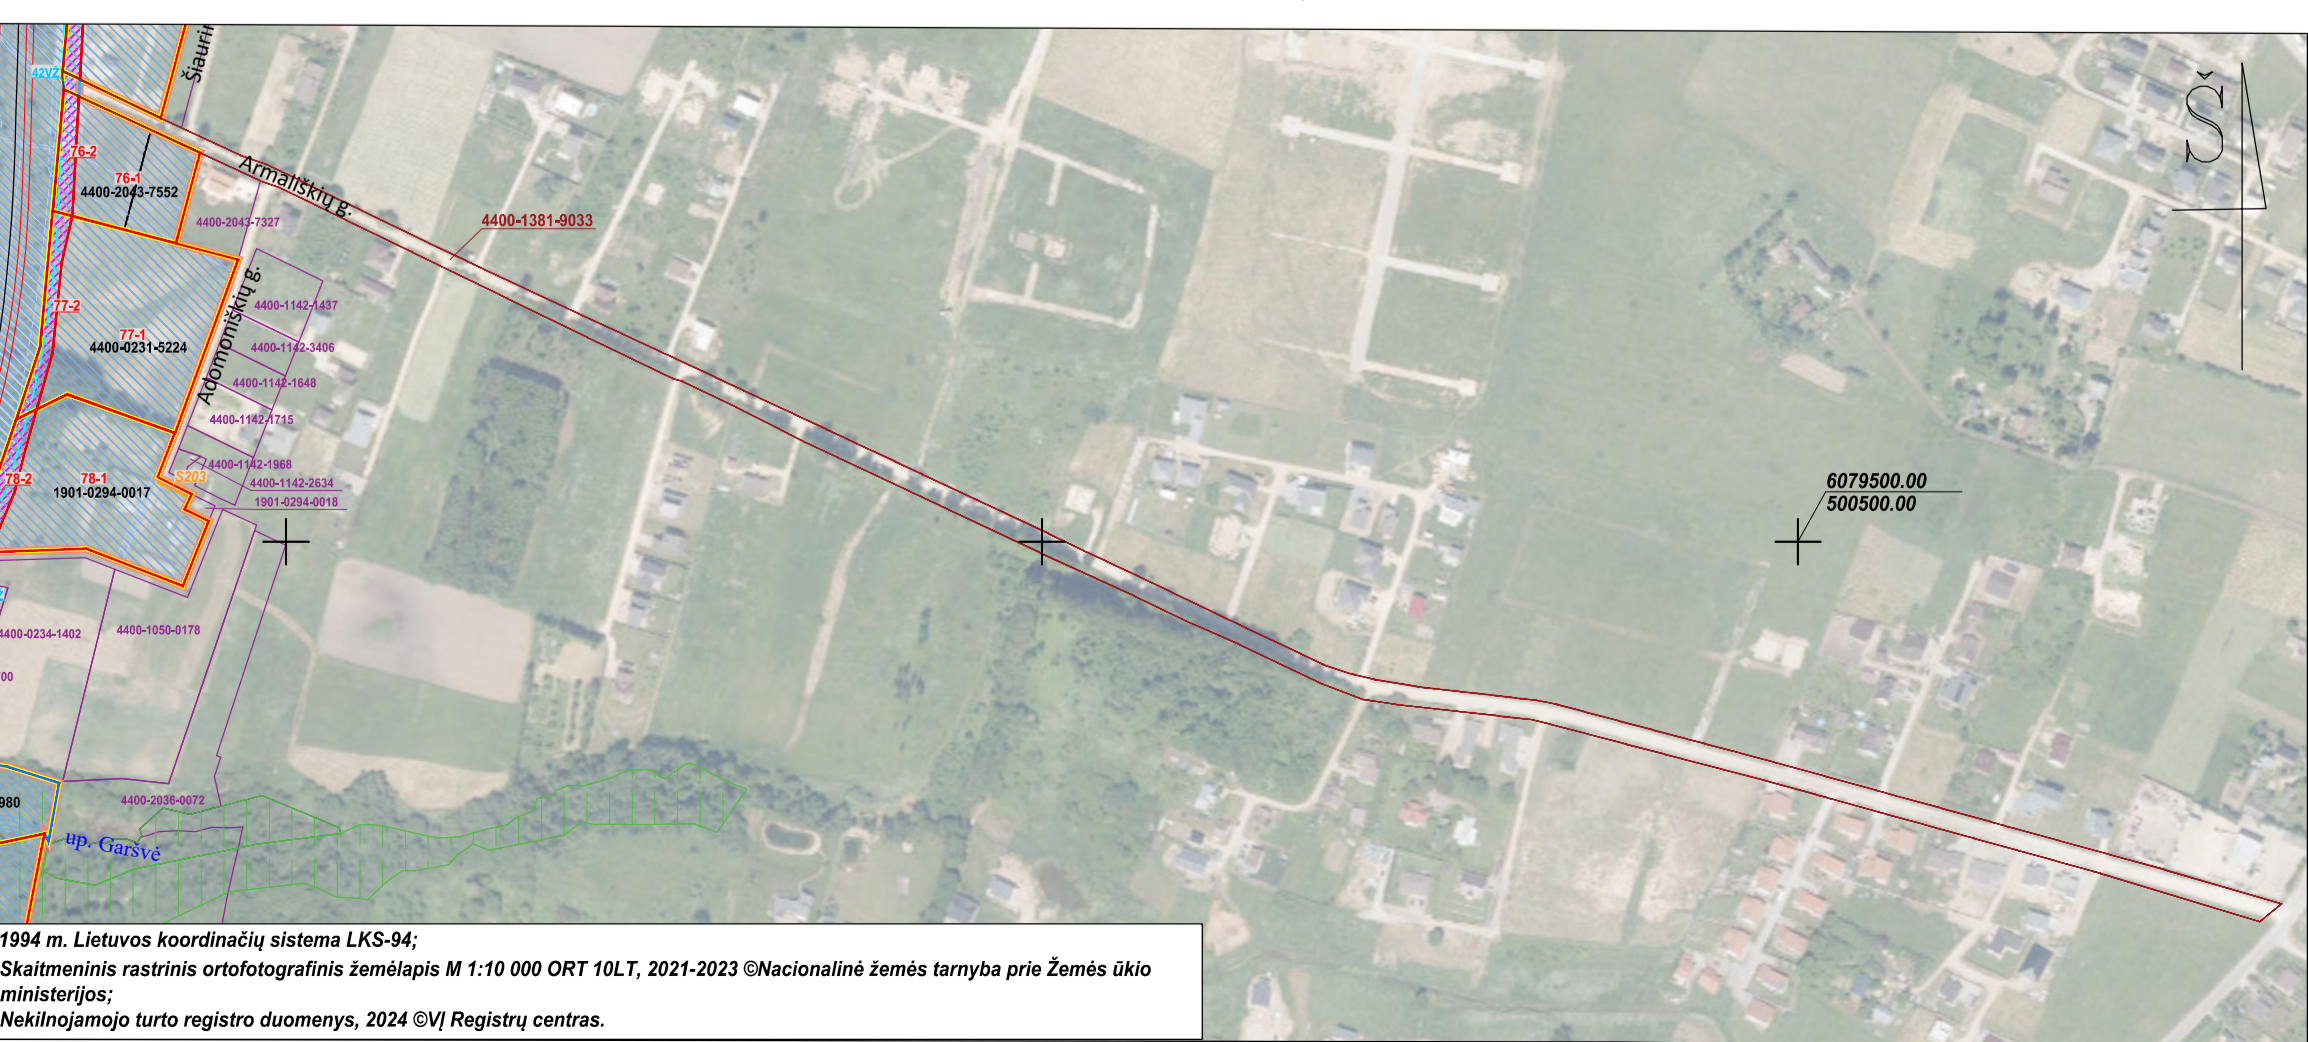 Šiaurin
42VŽ
Š
76-2
76-1
4400-2043-7552
Armališkių g.
4400-2043-7327
4400-1381-9033
Adomoniškių g.
77-2
4400-1142-1437
77-1
4400-0231-5224
4400-1142-3406
4400-1142-1648
4400-1142-1715
4400-1142-1968
78-2
78-1
1901-0294-0017
S203
4400-1142-2634
1901-0294-0018
6079500.00
500500.00
4400-0234-1402
4400-1050-0178
00
980
4400-2036-0072
up. Garšvė
1994 m. Lietuvos koordinačių sistema LKS-94;
Skaitmeninis rastrinis ortofotografinis žemėlapis M 1:10 000 ORT 10LT, 2021-2023 ©Nacionalinė žemės tarnyba prie Žemės ūkio
ministerijos;
Nekilnojamojo turto registro duomenys, 2024 ©VĮ Registrų centras.